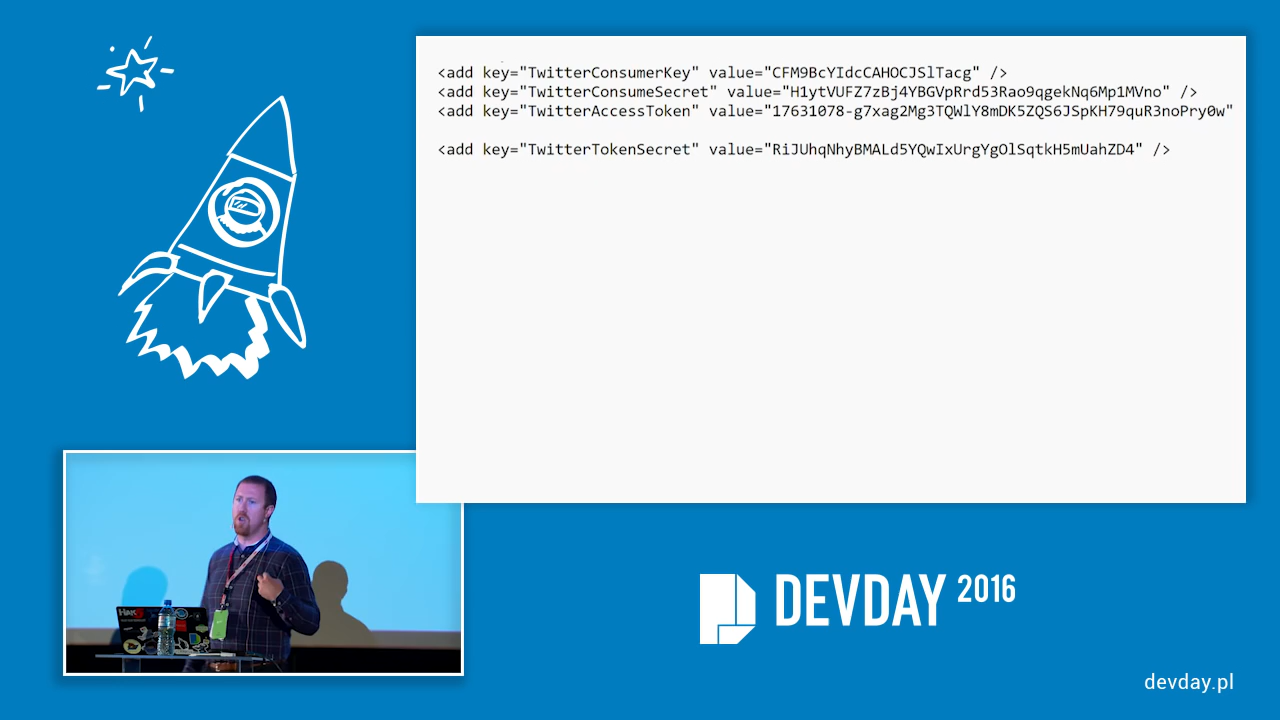 <add key="TwitterConsumerKey" value="CFM9BcYIdcCAHOCJSlTacg" />
<add key="TwitterConsumeSecret" value="H1ytVUFZ7zBj4YBGVpRrd53Rao9qgekNq6Mp1MVno" />
<add key="TwitterAccessToken" value="17631078-g7xag2Mg3TQWlY8mDK5ZQS6JSpKH79quR3noPry0w"
<add key="TwitterTokenSecret" value="RiJUhqNhyBMALd5YQwIxUrgYgOlSqtkH5mUahZD4" />
DEVDAY 2016
devday.pl